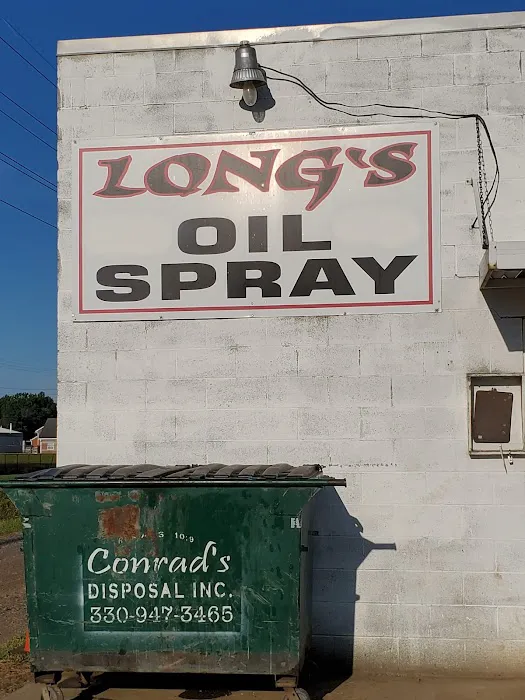 LONG'S
OIL
SPRAY
Conrad's
DISPOSAL INC.
330-947-3465